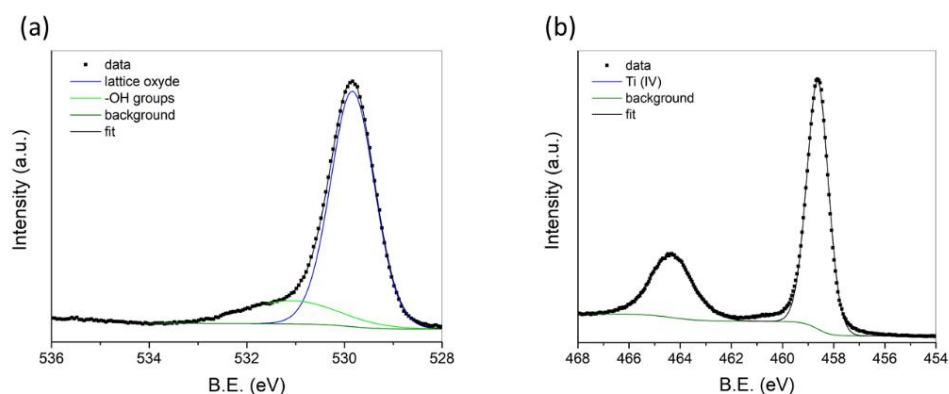 (a)
data
lattice oxyde
-OH groups
background
fit
Intensity (a.u.)
536
534
532
530
528
B.E. (eV)
(b)
data
Ti (IV)
background
fit
Intensity (a.u.)
468
466
464
462
460
458
456
454
B.E. (eV)